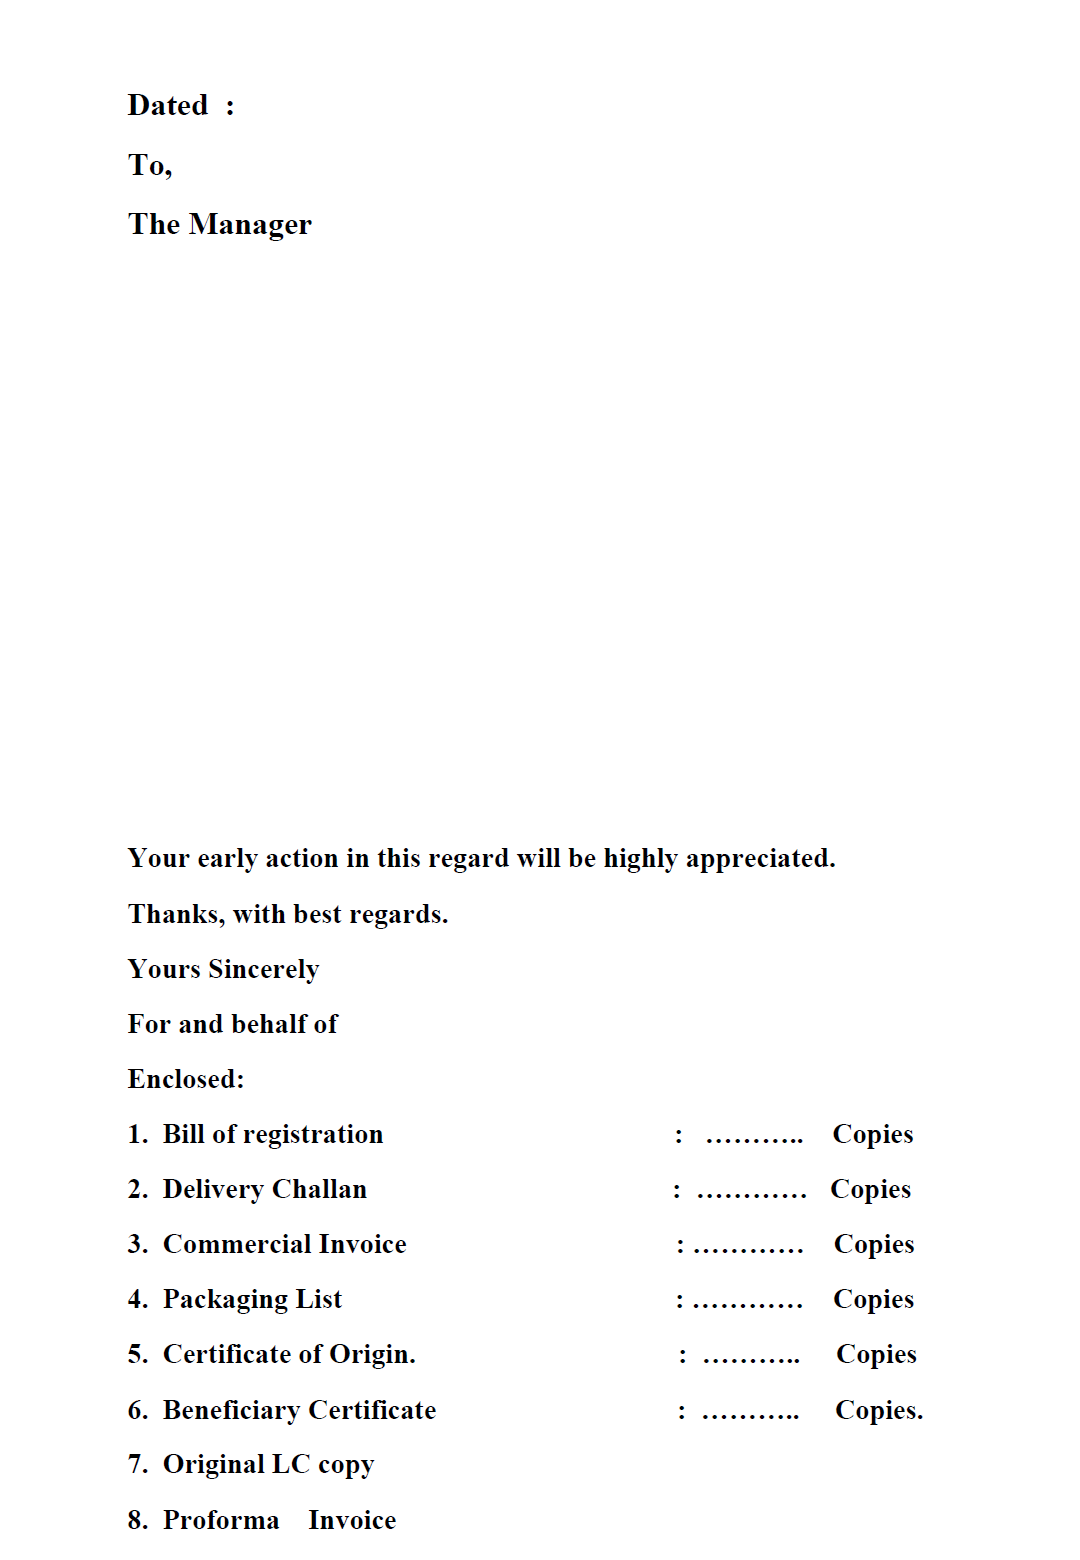 Dated :
To,
The Manager
Your early action in this regard will be highly appreciated.
Thanks, with best regards.
Yours Sincerely
For and behalf of
Enclosed:
1. Bill of registration : ……….. Copies
2. Delivery Challan : ………… Copies
3. Commercial Invoice : ………… Copies
4. Packaging List : ………… Copies
5. Certificate of Origin. : ……….. Copies
6. Beneficiary Certificate : ……….. Copies.
7. Original LC copy
8. Proforma Invoice